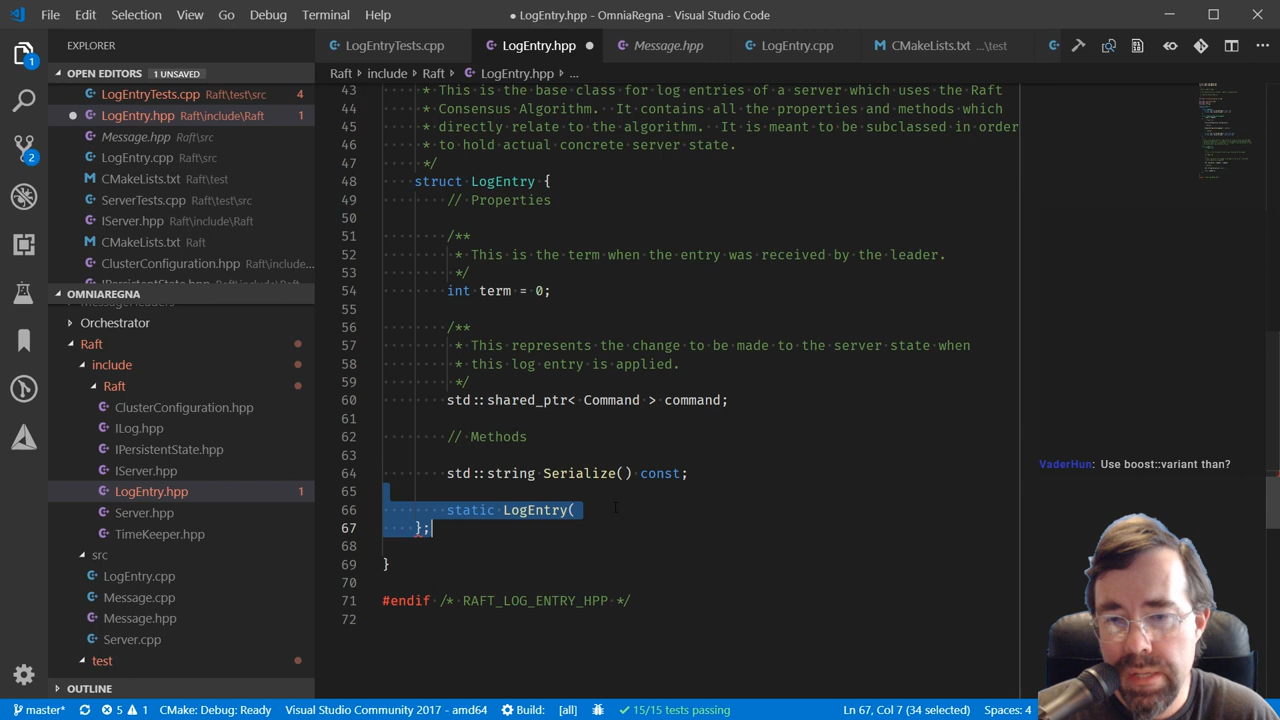 File Edit Selection View Go Debug Terminal Help
● LogEntry.hpp - OmniaRegna - Visual Studio Code
EXPLORER
LogEntryTests.cpp
LogEntry.hpp
Message.hpp
LogEntry.cpp
CMakeLists.txt ...\test
OPEN EDITORS 1 UNSAVED
Raft include Raft LogEntry.hpp ...
LogEntryTests.cpp Raft\test\src 4
LogEntry.hpp Raft\include\Raft 1
Message.hpp Raft\src
LogEntry.cpp Raft\src
CMakeLists.txt Raft\test
ServerTests.cpp Raft\test\src
IServer.hpp Raft\include\Raft
CMakeLists.txt Raft
ClusterConfiguration.hpp Raft\include...
IPersistentState.hpp Raft\include\Raft
OMNIAREGNA
MessageHeaders
Orchestrator
Raft
include
Raft
ClusterConfiguration.hpp
ILog.hpp
IPersistentState.hpp
IServer.hpp
LogEntry.hpp 1
Server.hpp
TimeKeeper.hpp
src
LogEntry.cpp
Message.cpp
Message.hpp
Server.cpp
test
OUTLINE
43 * This is the base class for log entries of a server which uses the Raft
44 * Consensus Algorithm. It contains all the properties and methods which
45 * directly relate to the algorithm. It is meant to be subclassed in order
46 * to hold actual concrete server state.
47 */
48 struct LogEntry {
49 // Properties
50
51 /**
52 * This is the term when the entry was received by the leader.
53 */
54 int term = 0;
55
56 /**
57 * This represents the change to be made to the server state when
58 * this log entry is applied.
59 */
60 std::shared_ptr< Command > command;
61
62 // Methods
63
64 std::string Serialize() const;
65
66 static LogEntry(
67 };
68
69 }
70
71 #endif /* RAFT_LOG_ENTRY_HPP */
72
VaderHun: Use boost::variant than?
1
2
master* 5 1 CMake: Debug: Ready Visual Studio Community 2017 - amd64 Build: [all] 15/15 tests passing Ln 67, Col 7 (34 selected) Spaces: 4